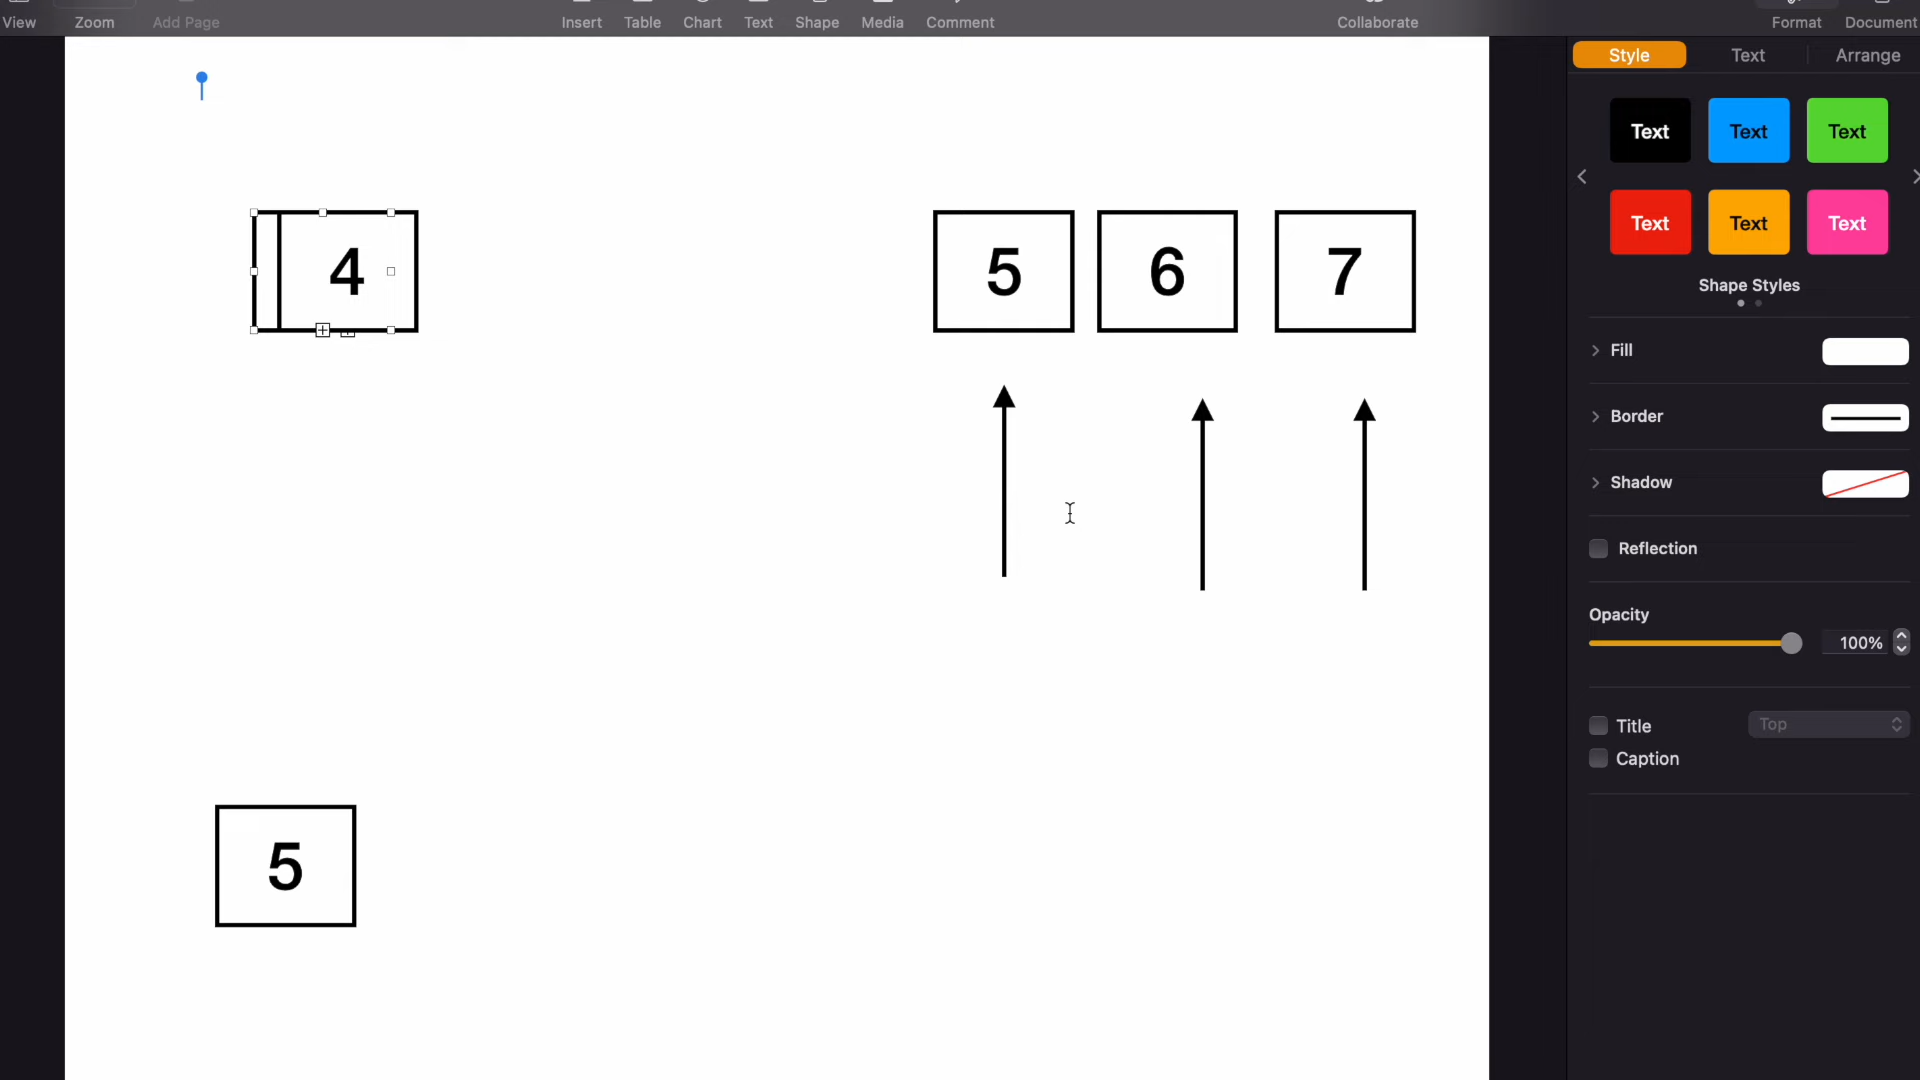 View Zoom Add Page Insert Table Chart Text Shape Media Comment Collaborate Format Document
Style Text Arrange
Text Text Text
Text Text Text
Shape Styles
Fill
Border
Shadow
Reflection
Opacity
100%
Title Top
Caption
4 5 6 7
5